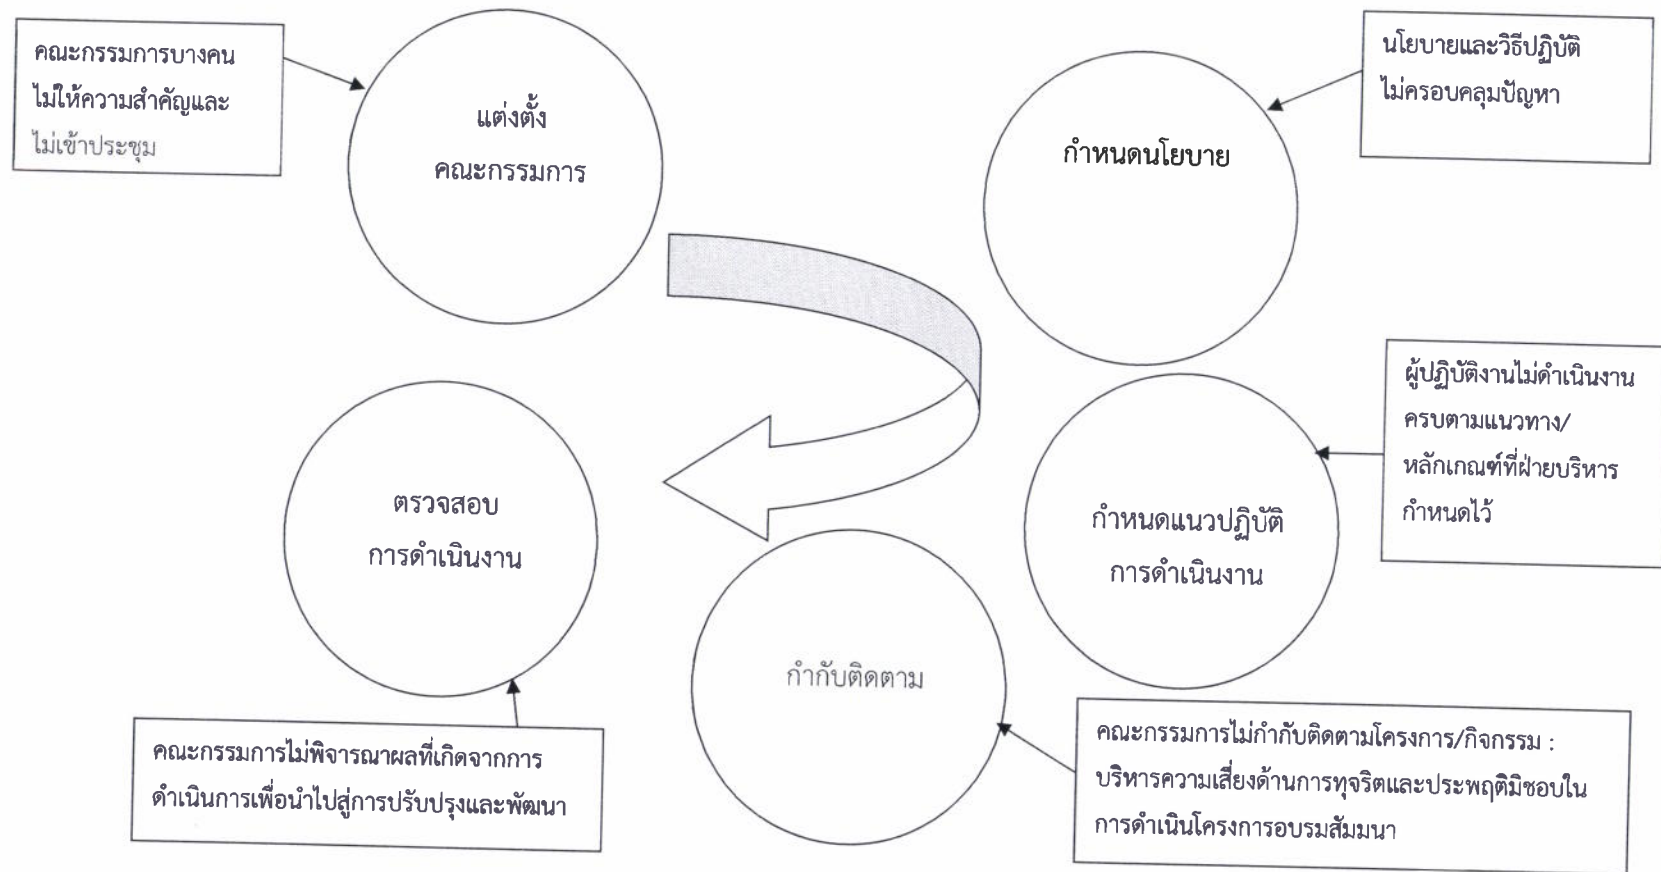 คณะกรรมการบางคน
ไม่ให้ความสำคัญและ
ไม่เข้าประชุม
แต่งตั้ง
คณะกรรมการ
กำหนดนโยบาย
นโยบายและวิธีปฏิบัติ
ไม่ครอบคลุมปัญหา
ผู้ปฏิบัติงานไม่ดำเนินงาน
ครบตามแนวทาง/
หลักเกณฑ์ที่ฝ่ายบริหาร
กำหนดไว้
กำหนดแนวปฏิบัติ
การดำเนินงาน
ตรวจสอบ
การดำเนินงาน
กำกับติดตาม
คณะกรรมการไม่พิจารณาผลที่เกิดจากการ
ดำเนินการเพื่อนำไปสู่การปรับปรุงและพัฒนา
คณะกรรมการไม่กำกับติดตามโครงการ/กิจกรรม :
บริหารความเสี่ยงด้านการทุจริตและประพฤติมิชอบใน
การดำเนินโครงการอบรมสัมมนา